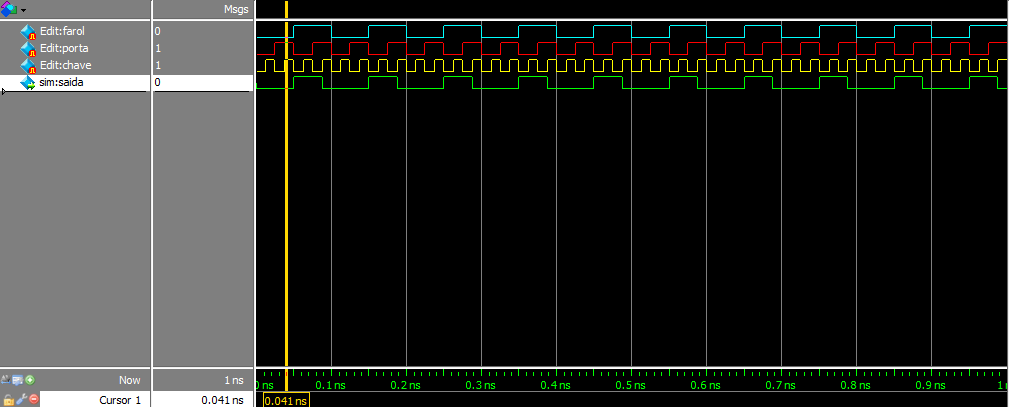 Msgs
Edit:farol 0
Edit:porta 1
Edit:chave 1
sim:saida 0
Now 1 ns
ns 0.1 ns 0.2 ns 0.3 ns 0.4 ns 0.5 ns 0.6 ns 0.7 ns 0.8 ns 0.9 ns 1
Cursor 1 0.041 ns 0.041 ns